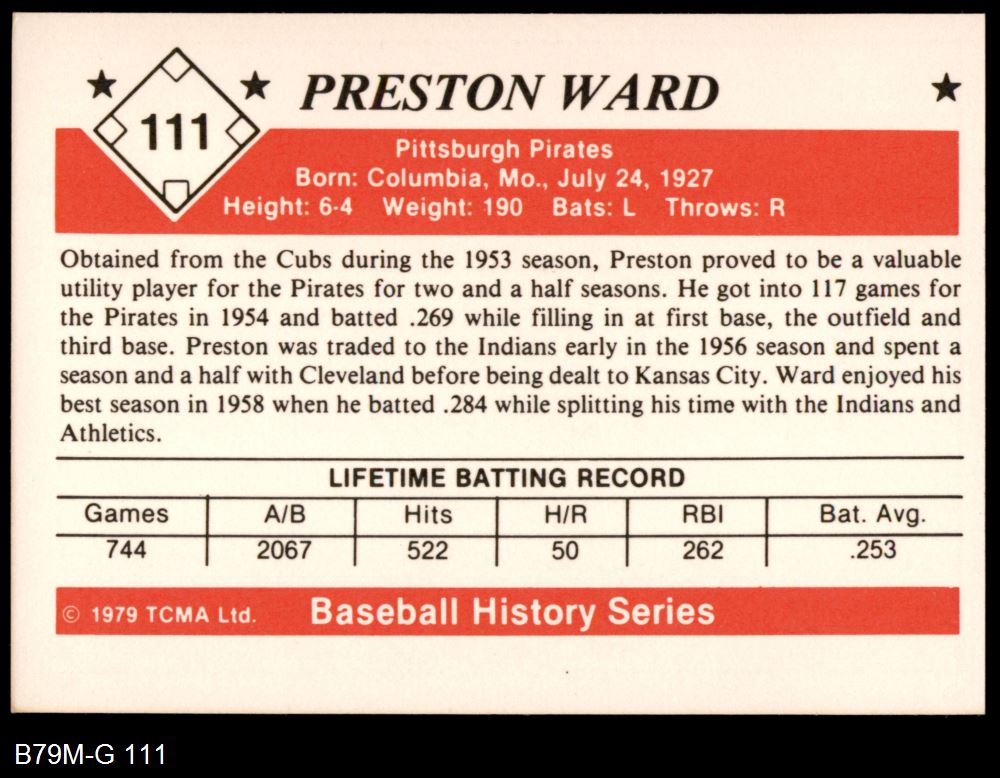 111
PRESTON WARD
Pittsburgh Pirates
Born: Columbia, Mo., July 24, 1927
Height: 6-4 Weight: 190 Bats: L Throws: R
Obtained from the Cubs during the 1953 season, Preston proved to be a valuable
utility player for the Pirates for two and a half seasons. He got into 117 games for
the Pirates in 1954 and batted .269 while filling in at first base, the outfield and
third base. Preston was traded to the Indians early in the 1956 season and spent a
season and a half with Cleveland before being dealt to Kansas City. Ward enjoyed his
best season in 1958 when he batted .284 while splitting his time with the Indians and
Athletics.
LIFETIME BATTING RECORD
Games A/B Hits H/R RBI Bat. Avg.
744 2067 522 50 262 .253
© 1979 TCMA Ltd. Baseball History Series
B79M-G 111